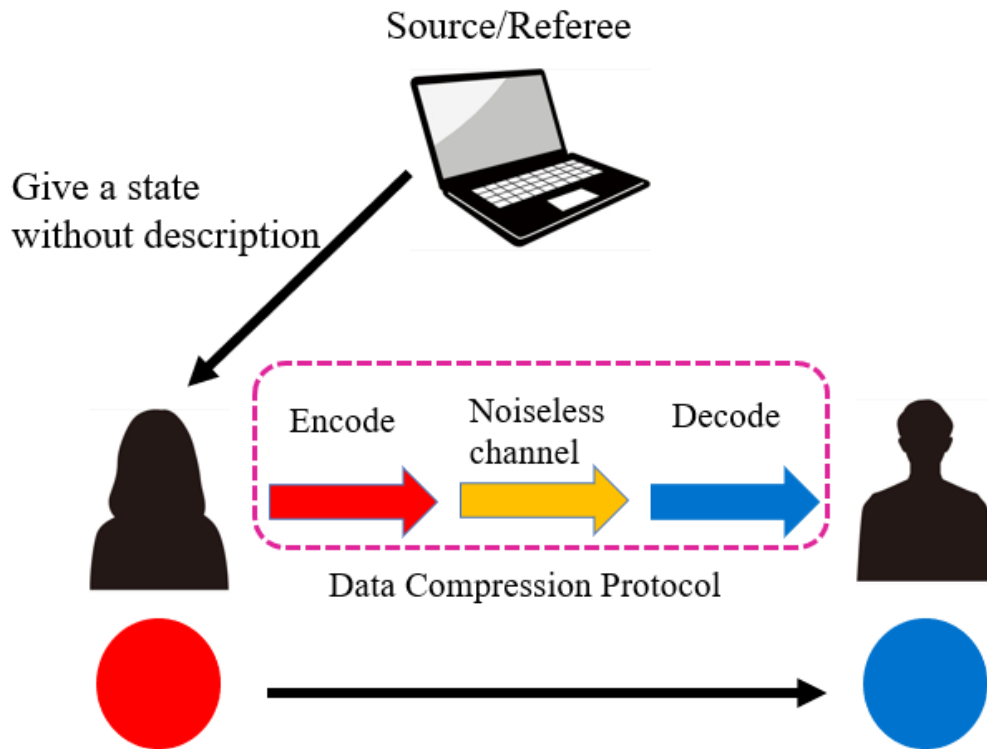 Source/Referee
Give a state
without description
Encode
Noiseless
channel
Decode
Data Compression Protocol